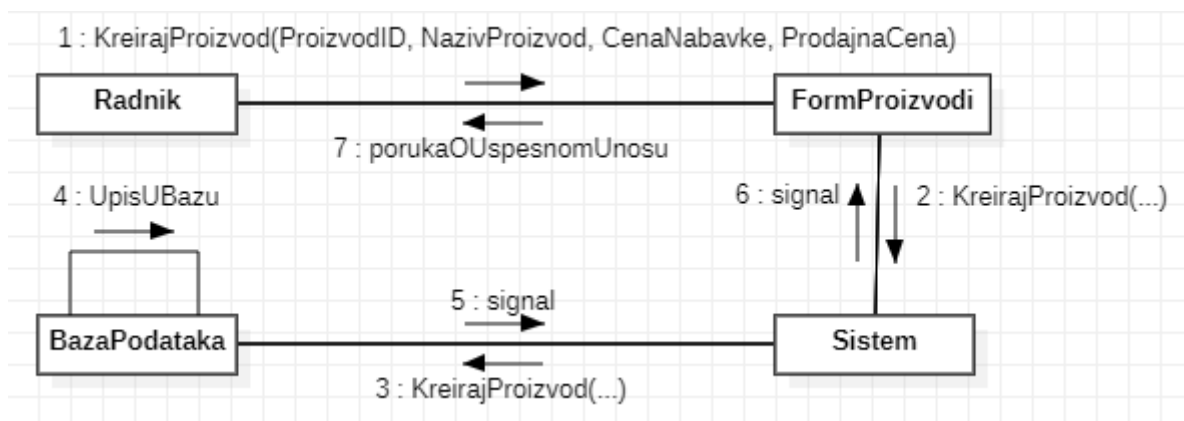 1 : KreirajProizvod(ProizvodID, NazivProizvod, CenaNabavke, ProdajnaCena)
Radnik
FormProizvodi
7 : porukaOUspesnomUnosu
4 : UpisUBazu
6 : signal
2 : KreirajProizvod(...)
5 : signal
BazaPodataka
Sistem
3 : KreirajProizvod(...)